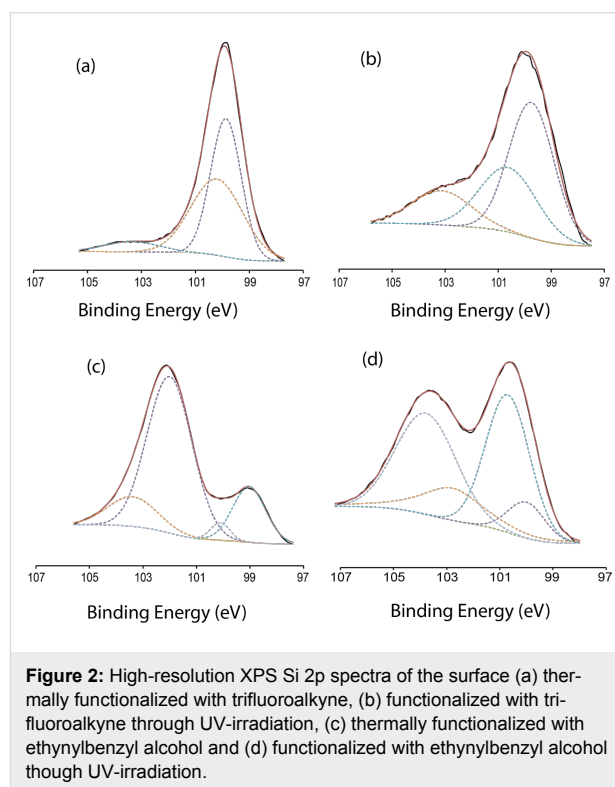 (a)
107 105 103 101 99 97
Binding Energy (eV)
(b)
107 105 103 101 99 97
Binding Energy (eV)
(c)
107 105 103 101 99 97
Binding Energy (eV)
(d)
107 105 103 101 99 97
Binding Energy (eV)
Figure 2: High-resolution XPS Si 2p spectra of the surface (a) ther-
mally functionalized with trifluoroalkyne, (b) functionalized with tri-
fluoroalkyne through UV-irradiation, (c) thermally functionalized with
ethynylbenzyl alcohol and (d) functionalized with ethynylbenzyl alcohol
though UV-irradiation.